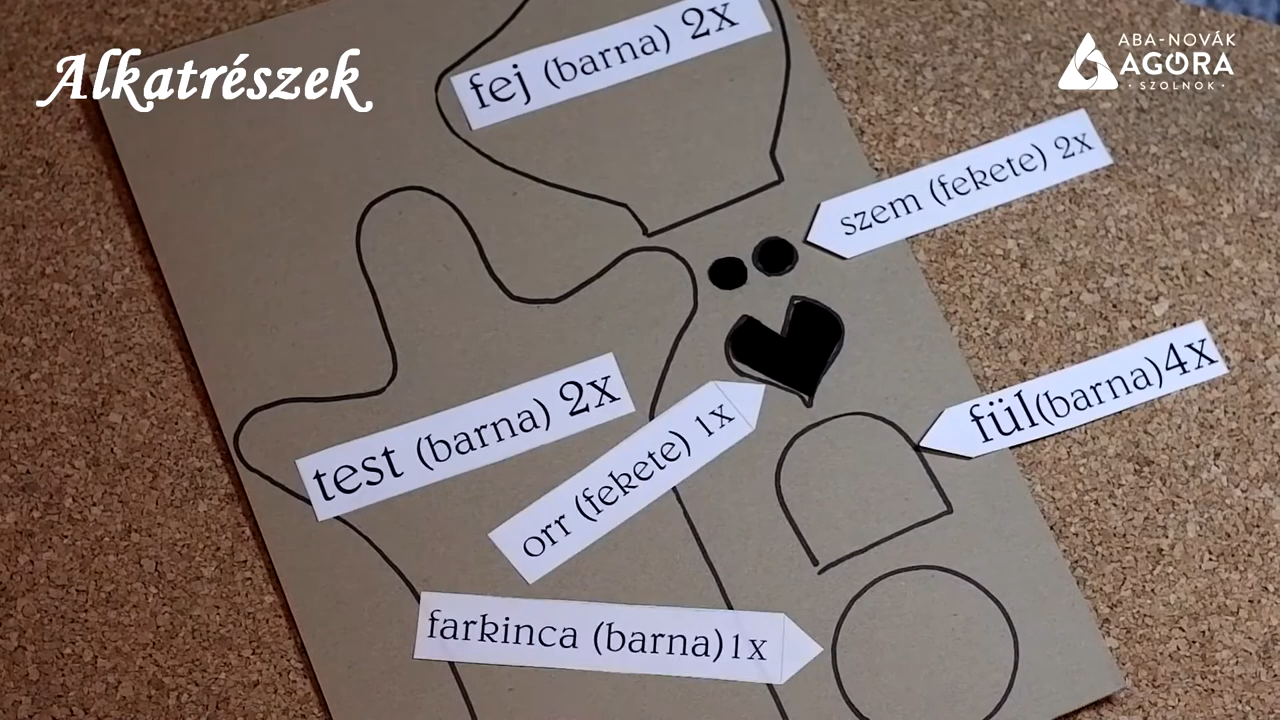 Alkatrészek
ABA-NOVÁK
AGÓRA
·SZOLNOK·
fej (barna) 2x
szem (fekete) 2x
fül(barna)4x
test (barna) 2x
orr (fekete) 1x
farkinca (barna)1x